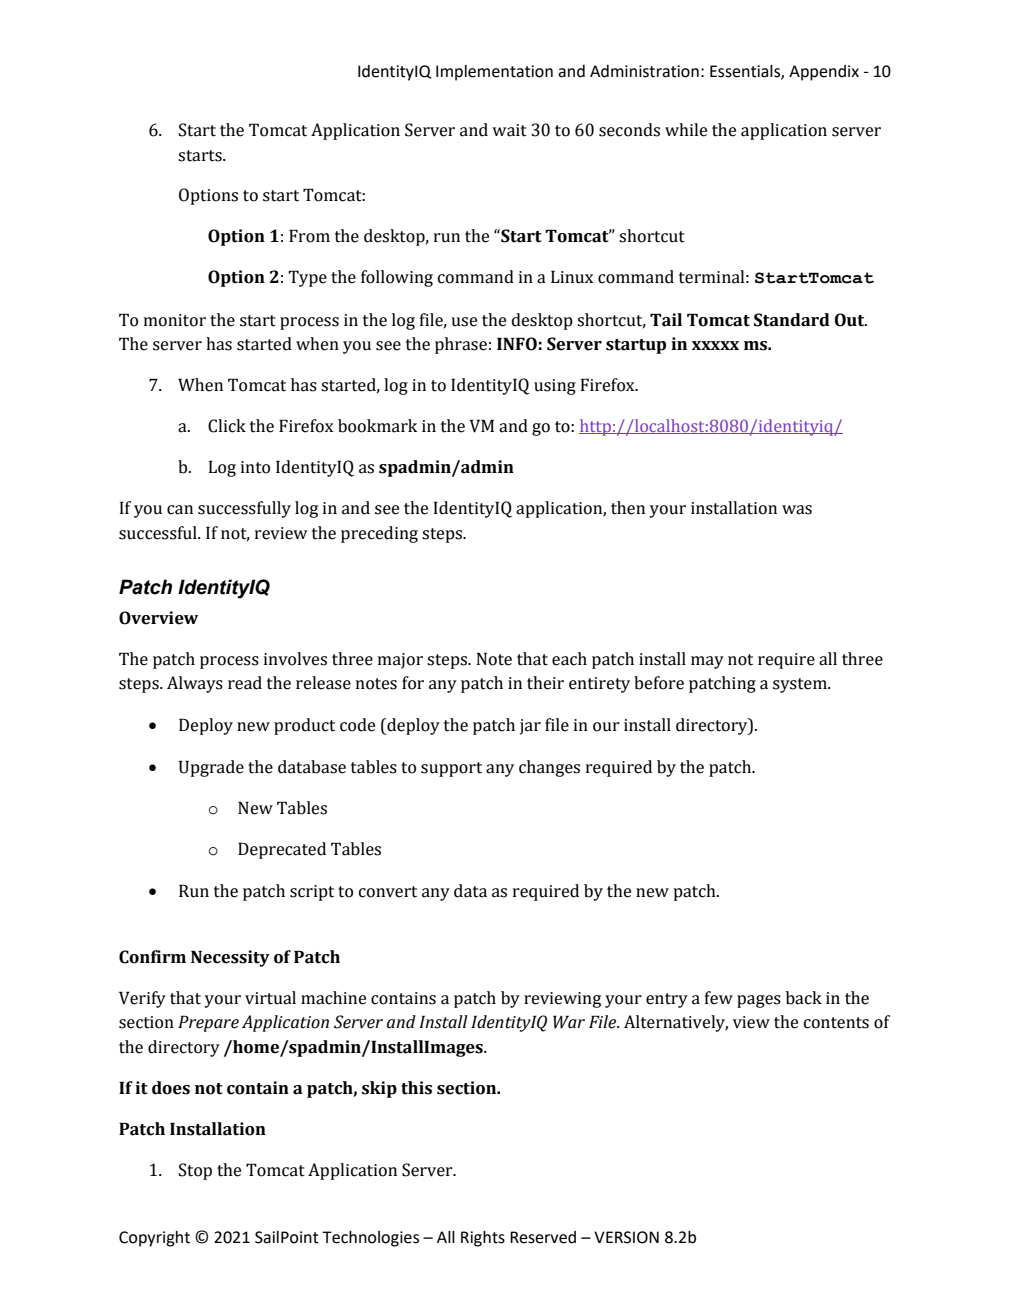 IdentityIQ Implementation and Administration: Essentials, Appendix - 10
6. Start the Tomcat Application Server and wait 30 to 60 seconds while the application server
starts.
Options to start Tomcat:
Option 1: From the desktop, run the “Start Tomcat” shortcut
Option 2: Type the following command in a Linux command terminal: StartTomcat
To monitor the start process in the log file, use the desktop shortcut, Tail Tomcat Standard Out.
The server has started when you see the phrase: INFO: Server startup in xxxxx ms.
7. When Tomcat has started, log in to IdentityIQ using Firefox.
a. Click the Firefox bookmark in the VM and go to: http://localhost:8080/identityiq/
b. Log into IdentityIQ as spadmin/admin
If you can successfully log in and see the IdentityIQ application, then your installation was
successful. If not, review the preceding steps.
Patch IdentityIQ
Overview
The patch process involves three major steps. Note that each patch install may not require all three
steps. Always read the release notes for any patch in their entirety before patching a system.
• Deploy new product code (deploy the patch jar file in our install directory).
• Upgrade the database tables to support any changes required by the patch.
o New Tables
o Deprecated Tables
• Run the patch script to convert any data as required by the new patch.
Confirm Necessity of Patch
Verify that your virtual machine contains a patch by reviewing your entry a few pages back in the
section Prepare Application Server and Install IdentityIQ War File. Alternatively, view the contents of
the directory /home/spadmin/InstallImages.
If it does not contain a patch, skip this section.
Patch Installation
1. Stop the Tomcat Application Server.
Copyright © 2021 SailPoint Technologies – All Rights Reserved – VERSION 8.2b